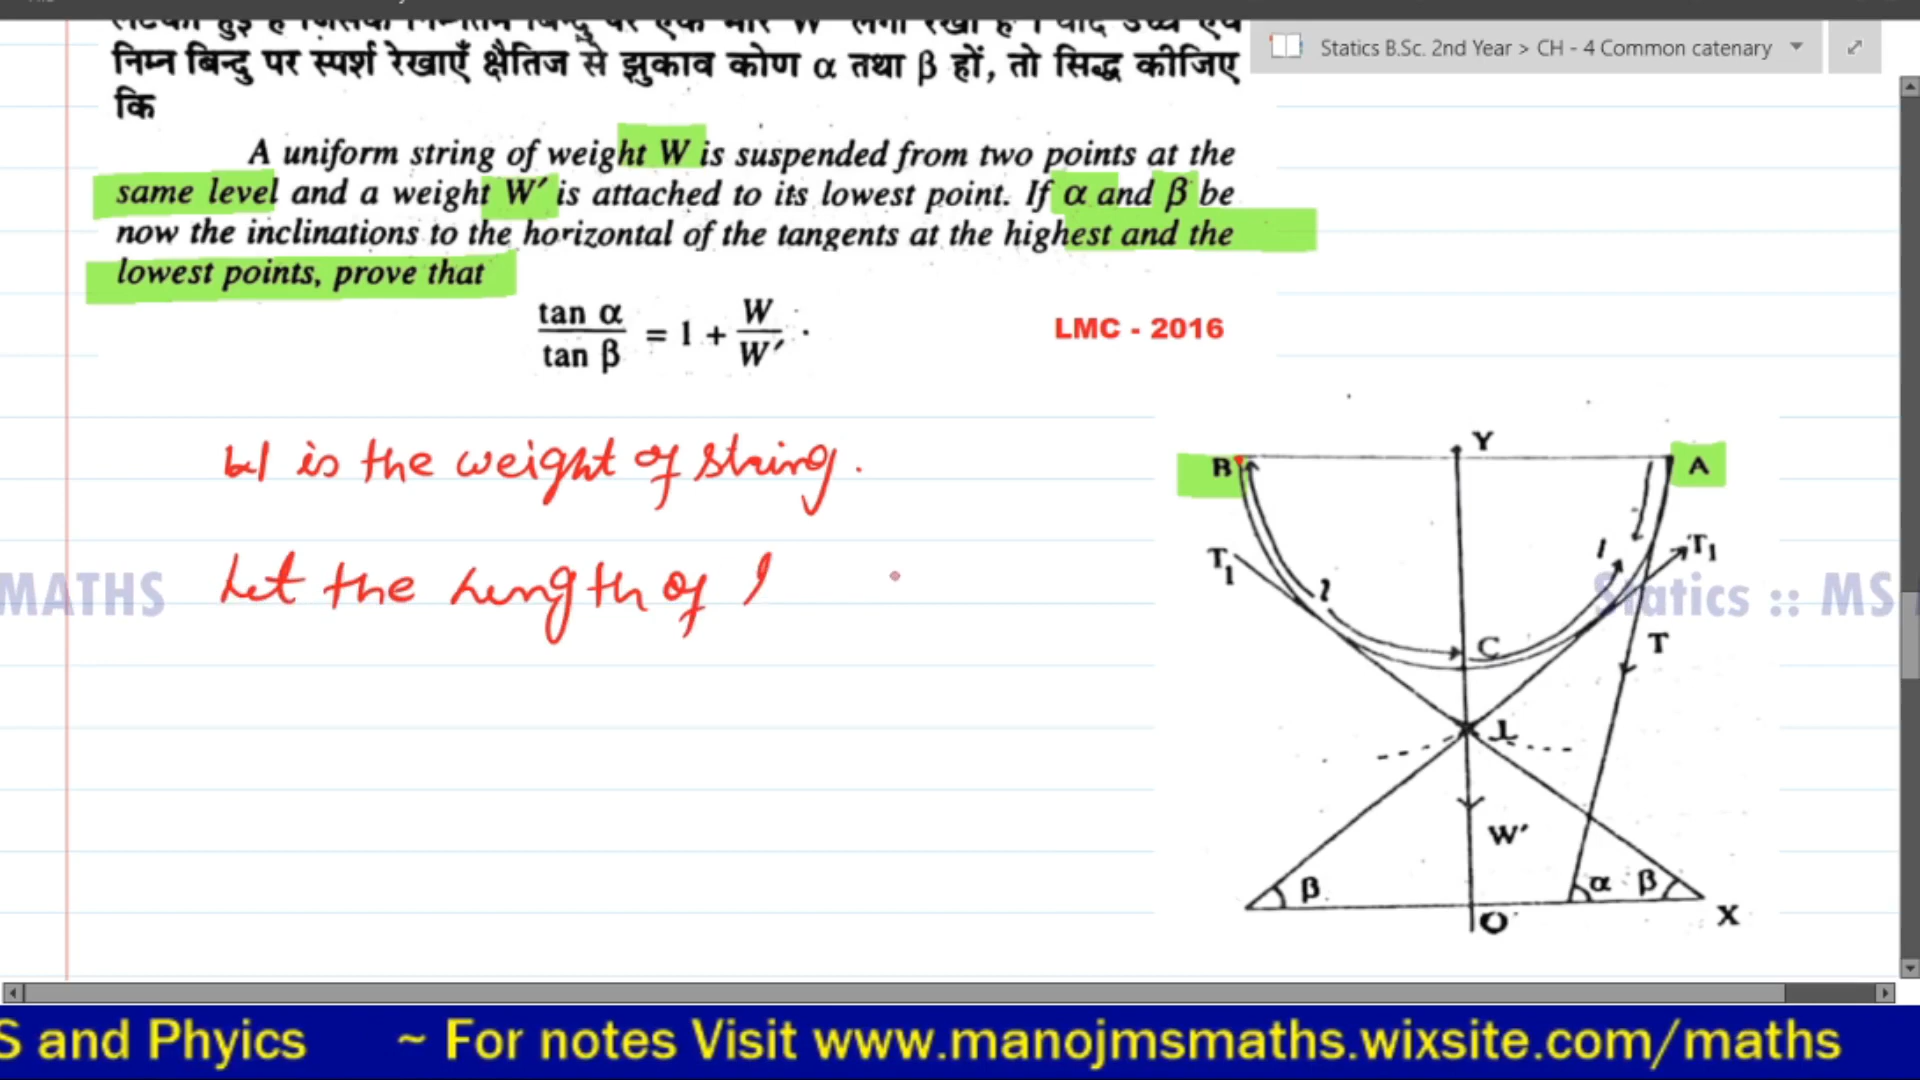 Statics B.Sc. 2nd Year > CH - 4 Common catenary
निम्न बिन्दु पर स्पर्श रेखाएँ क्षैतिज से झुकाव कोण α तथा β हों, तो सिद्ध कीजिए
कि
A uniform string of weight W is suspended from two points at the
same level and a weight W′ is attached to its lowest point. If α and β be
now the inclinations to the horizontal of the tangents at the highest and the
lowest points, prove that
tan α / tan β = 1 + W / W′ .
LMC - 2016
W is the weight of string.
Let the length of
Y
B A
T₁ l l T₁
MATHS Statics :: MS
C T
W′
β α β
O X
S and Phyics ~ For notes Visit www.manojmsmaths.wixsite.com/maths